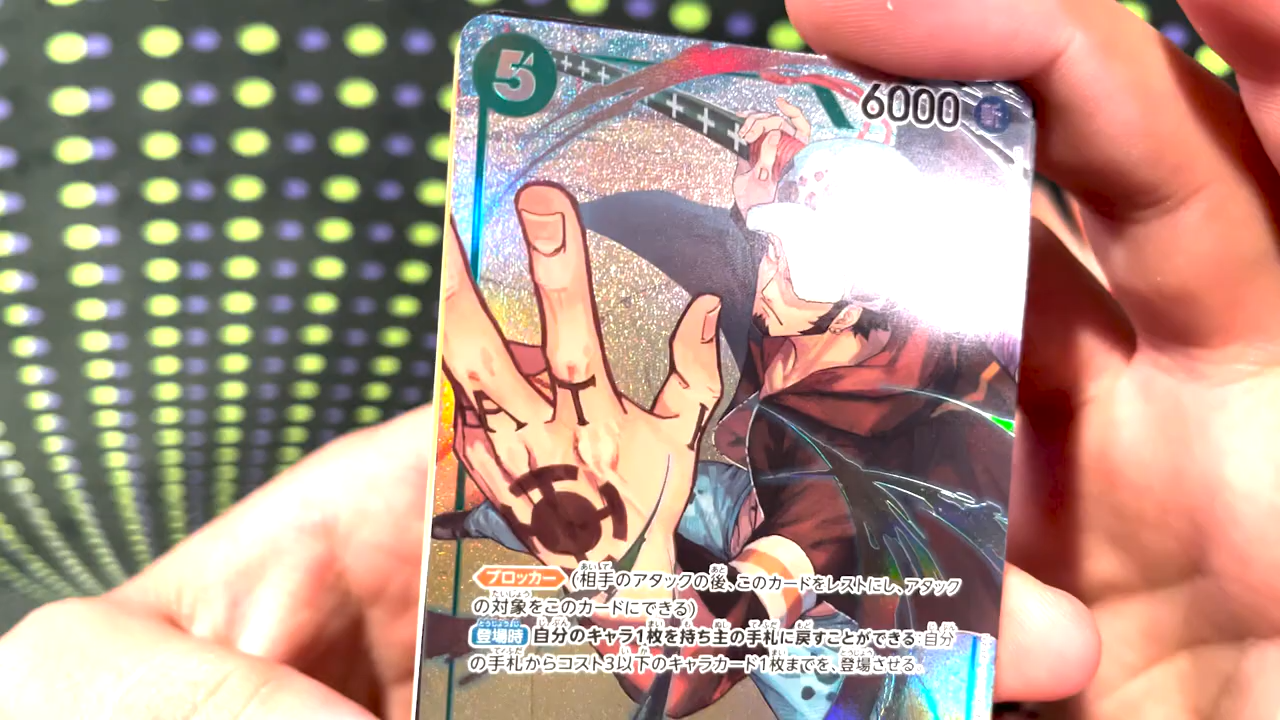 5
6000
斬
A T I
ブロッカー (相手のアタックの後、このカードをレストにし、アタック
の対象をこのカードにできる)
登場時 自分のキャラ1枚を持ち主の手札に戻すことができる:自分
の手札からコスト3以下のキャラカード1枚までを、登場させる。